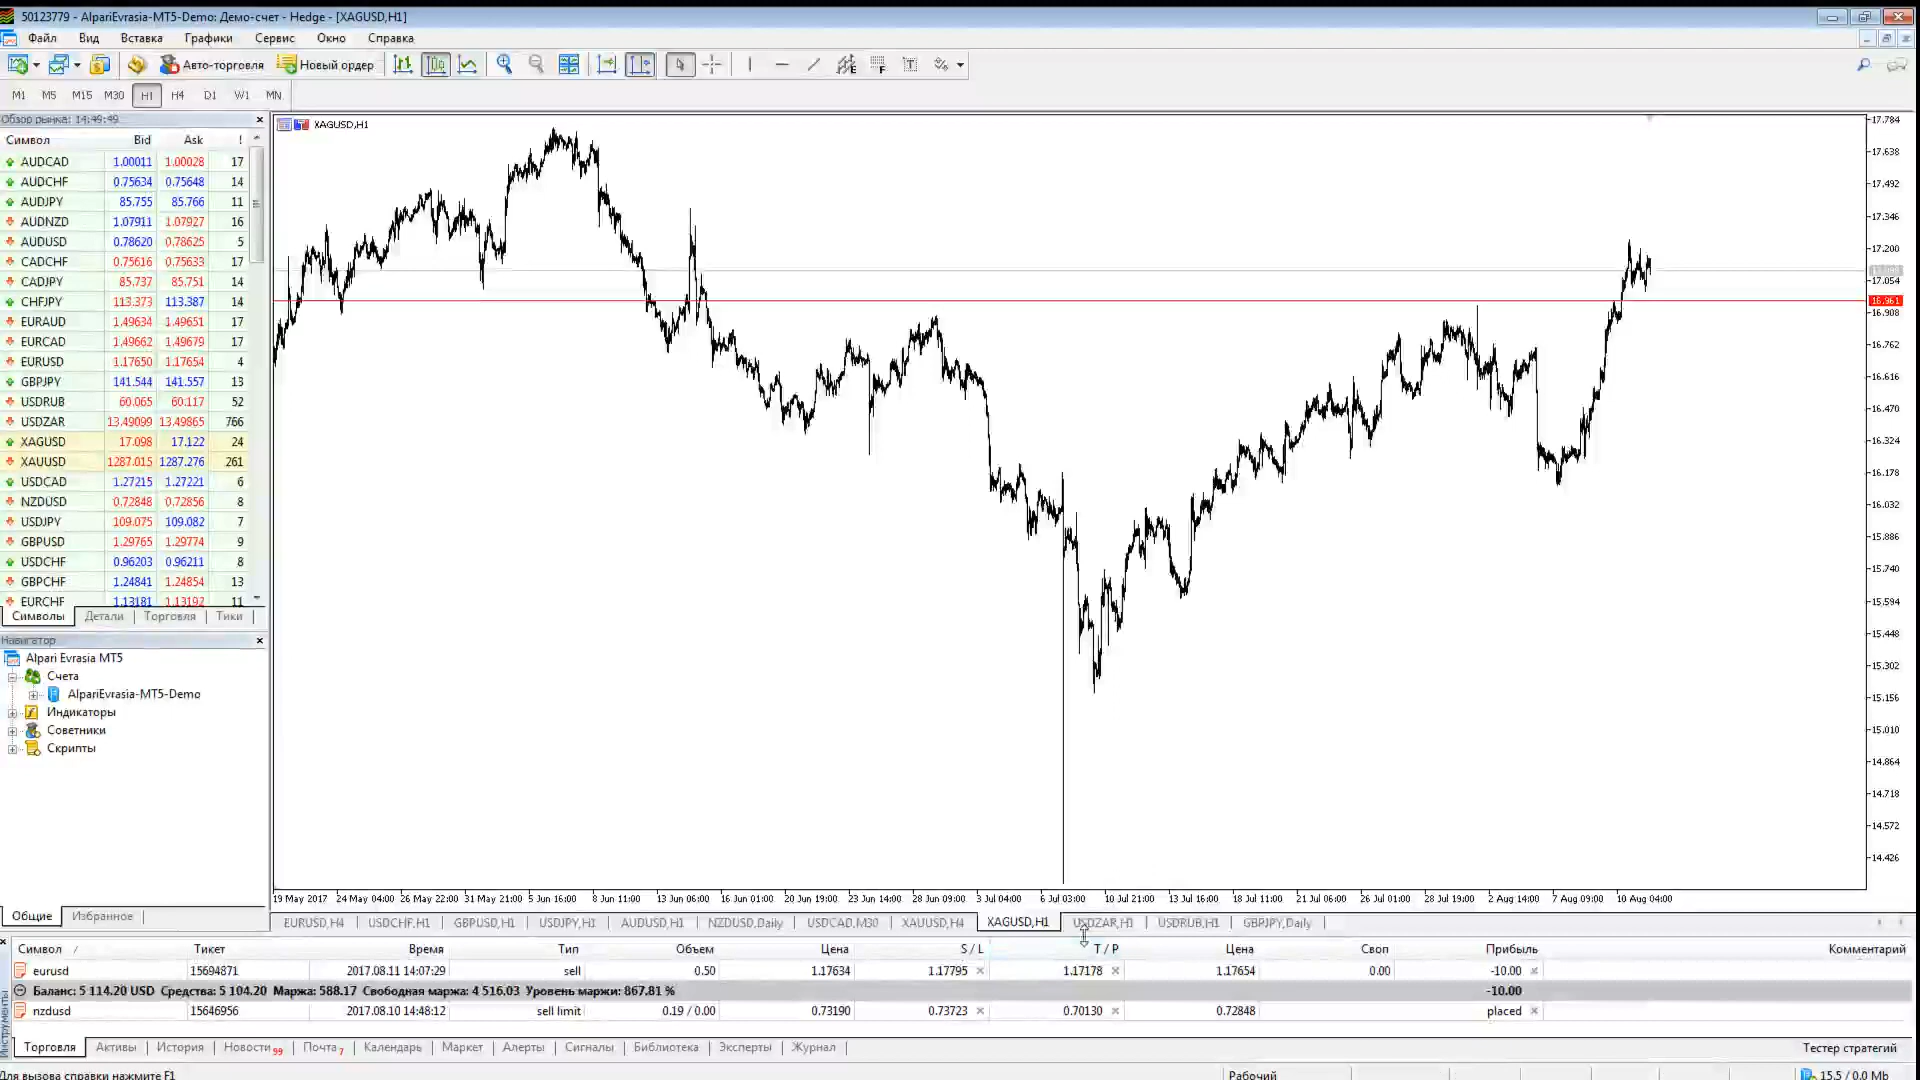 50123779 - AlpariEvrasia-MT5-Demo: Демо-счет - Hedge - [XAGUSD,H1]
Файл Вид Вставка Графики Сервис Окно Справка
Авто-торговля Новый ордер
M1 M5 M15 M30 H1 H4 D1 W1 MN
Обзор рынка: 14:49:49
Символ Bid Ask !
AUDCAD 1.00011 1.00028 17
AUDCHF 0.75634 0.75648 14
AUDJPY 85.755 85.766 11
AUDNZD 1.07911 1.07927 16
AUDUSD 0.78620 0.78625 5
CADCHF 0.75616 0.75633 17
CADJPY 85.737 85.751 14
CHFJPY 113.373 113.387 14
EURAUD 1.49634 1.49651 17
EURCAD 1.49662 1.49679 17
EURUSD 1.17650 1.17654 4
GBPJPY 141.544 141.557 13
USDRUB 60.065 60.117 52
USDZAR 13.49099 13.49865 766
XAGUSD 17.098 17.122 24
XAUUSD 1287.015 1287.276 261
USDCAD 1.27215 1.27221 6
NZDUSD 0.72848 0.72856 8
USDJPY 109.075 109.082 7
GBPUSD 1.29765 1.29774 9
USDCHF 0.96203 0.96211 8
GBPCHF 1.24841 1.24854 13
EURCHF 1.13181 1.13192 11
Символы Детали Торговля Тики
Навигатор
Alpari Evrasia MT5
Счета
AlpariEvrasia-MT5-Demo
Индикаторы
Советники
Скрипты
Общие Избранное
XAGUSD,H1
17.784
17.638
17.492
17.346
17.200
17.054
16.961
16.908
16.762
16.616
16.470
16.324
16.178
16.032
15.886
15.740
15.594
15.448
15.302
15.156
15.010
14.864
14.718
14.572
14.426
19 May 2017 24 May 04:00 26 May 22:00 31 May 21:00 5 Jun 16:00 8 Jun 11:00 13 Jun 06:00 16 Jun 01:00 20 Jun 20:00 23 Jun 14:00 28 Jun 09:00 3 Jul 04:00 6 Jul 03:00 10 Jul 21:00 13 Jul 16:00 18 Jul 11:00 21 Jul 06:00 26 Jul 01:00 28 Jul 20:00 2 Aug 14:00 7 Aug 09:00 10 Aug 04:00
EURUSD,H4 USDCHF,H1 GBPUSD,H1 USDJPY,H1 AUDUSD,H1 NZDUSD,Daily USDCAD,M30 XAUUSD,H4 XAGUSD,H1 USDZAR,H1 USDRUB,H1 GBPJPY,Daily
Символ / Тикет Время Тип Объем Цена S / L T / P Цена Своп Прибыль Комментарий
eurusd 15694871 2017.08.11 14:07:29 sell 0.50 1.17634 1.17795 1.17178 1.17654 0.00 -10.00
Баланс: 5 114.20 USD Средства: 5 104.20 Маржа: 588.17 Свободная маржа: 4 516.03 Уровень маржи: 867.81 % -10.00
nzdusd 15646956 2017.08.10 14:48:12 sell limit 0.19 / 0.00 0.73190 0.73723 0.70130 0.72848 placed
Инструменты
Торговля Активы История Новости 99 Почта 7 Календарь Маркет Алерты Сигналы Библиотека Эксперты Журнал Тестер стратегий
Для вызова справки нажмите F1 Рабочий 15.5 / 0.0 Mb